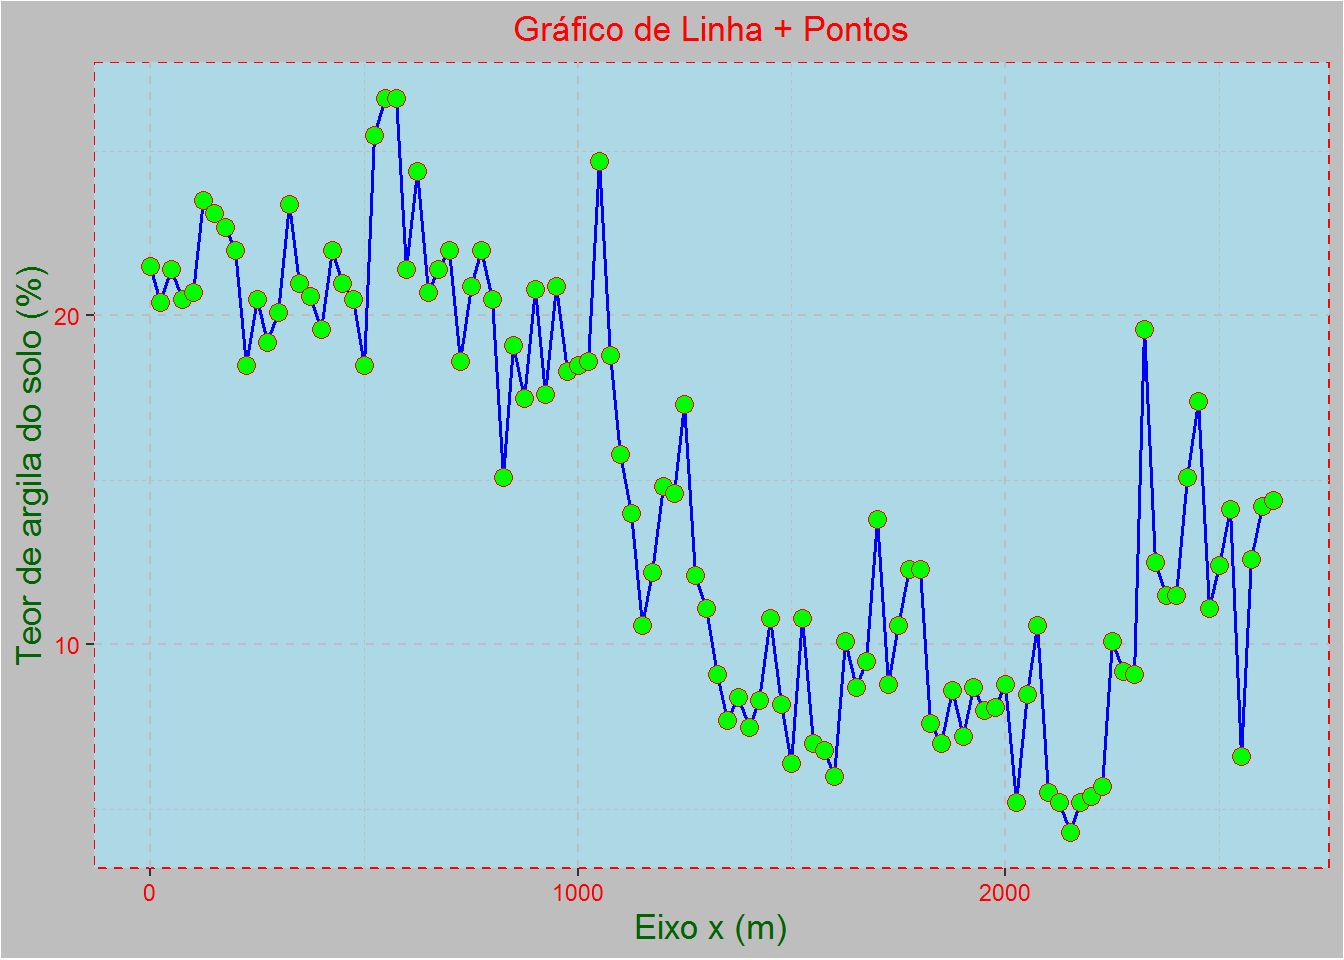 Gráfico de Linha + Pontos
Teor de argila do solo (%)
20
10
0
1000
2000
Eixo x (m)